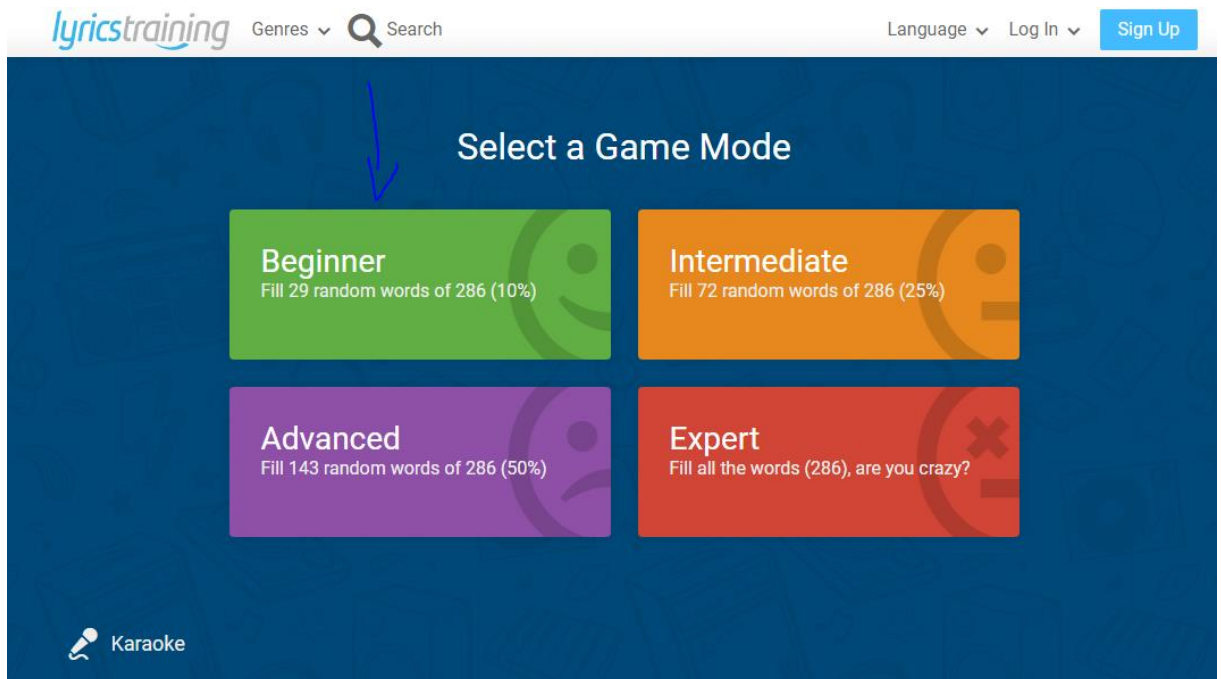 lyricstraining Genres Search Language Log In Sign Up
Select a Game Mode
Beginner
Fill 29 random words of 286 (10%)
Intermediate
Fill 72 random words of 286 (25%)
Advanced
Fill 143 random words of 286 (50%)
Expert
Fill all the words (286), are you crazy?
Karaoke